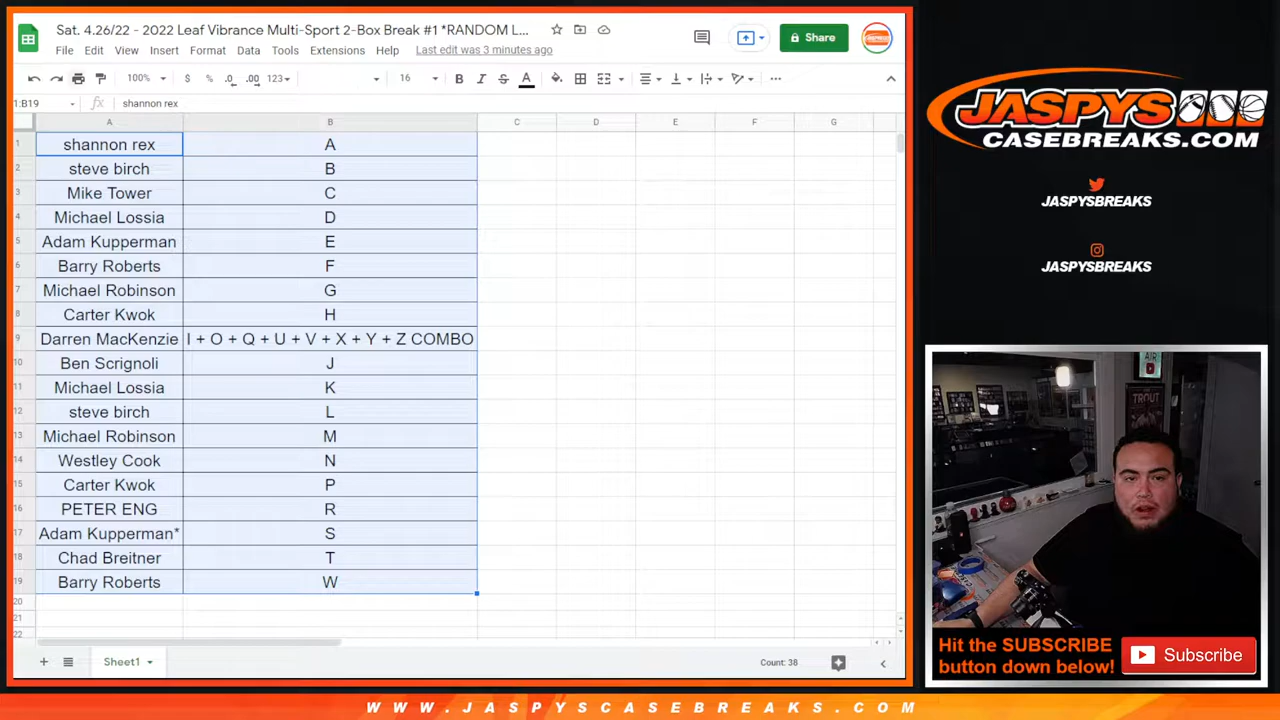 Sat. 4.26/22 - 2022 Leaf Vibrance Multi-Sport 2-Box Break #1 *RANDOM L...
File Edit View Insert Format Data Tools Extensions Help Last edit was 3 minutes ago
Share
100% $ % .0 .00 123 16 B I S A
1:B19 fx shannon rex
A B C D E F G
1 shannon rex A
2 steve birch B
3 Mike Tower C
4 Michael Lossia D
5 Adam Kupperman E
6 Barry Roberts F
7 Michael Robinson G
8 Carter Kwok H
9 Darren MacKenzie I + O + Q + U + V + X + Y + Z COMBO
10 Ben Scrignoli J
11 Michael Lossia K
12 steve birch L
13 Michael Robinson M
14 Westley Cook N
15 Carter Kwok P
16 PETER ENG R
17 Adam Kupperman* S
18 Chad Breitner T
19 Barry Roberts W
20
21
22
Sheet1 Count: 38
JASPYS
CASEBREAKS.COM
JASPYSBREAKS
JASPYSBREAKS
AIR
TROUT
Hit the SUBSCRIBE
button down below!
Subscribe
WWW.JASPYSCASEBREAKS.COM